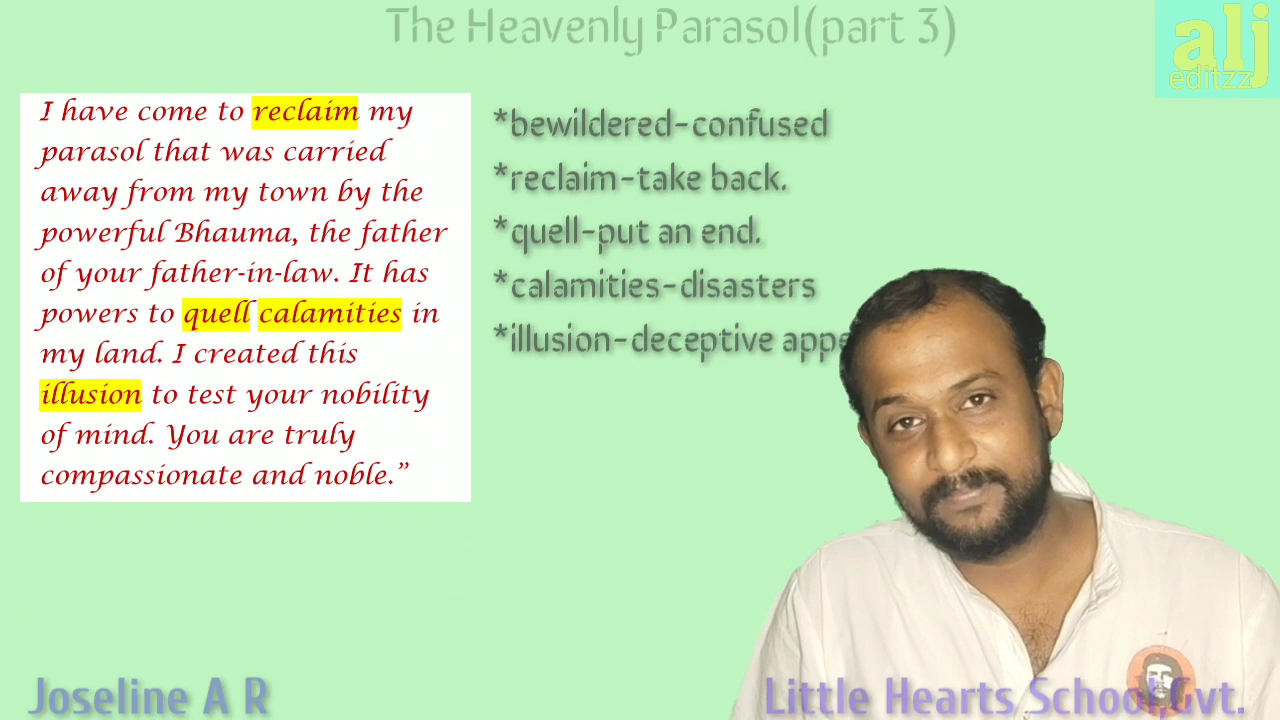 The Heavenly Parasol(part 3)
alj
editzz
I have come to reclaim my
parasol that was carried
away from my town by the
powerful Bhauma, the father
of your father-in-law. It has
powers to quell calamities in
my land. I created this
illusion to test your nobility
of mind. You are truly
compassionate and noble.”
*bewildered-confused
*reclaim-take back.
*quell-put an end.
*calamities-disasters
*illusion-deceptive
Joseline A R
Little Hearts School,Gvt.